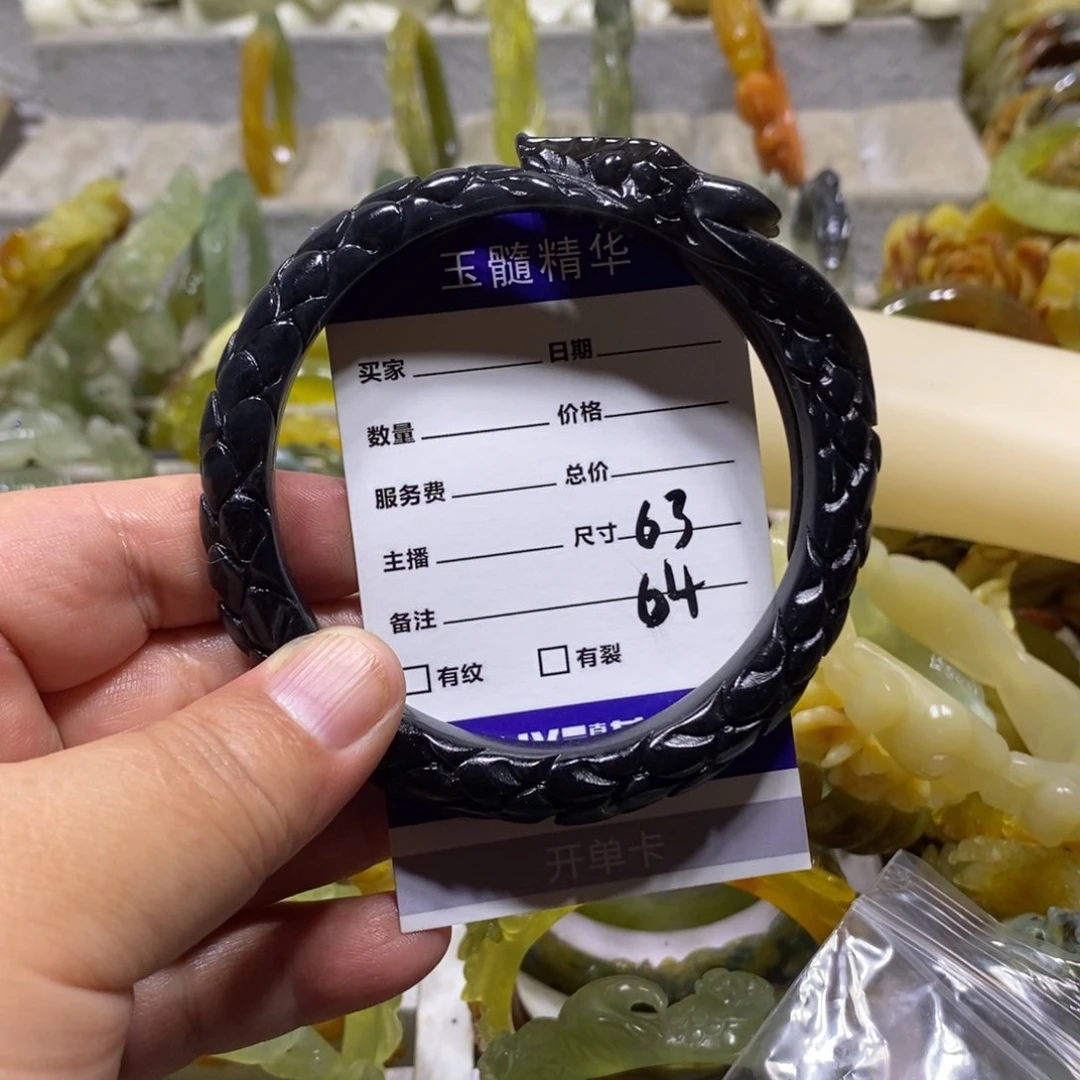 玉髓精华
买家 日期
数量 价格
服务费 总价
主播 尺寸 63
备注 64
有纹 有裂
开单卡